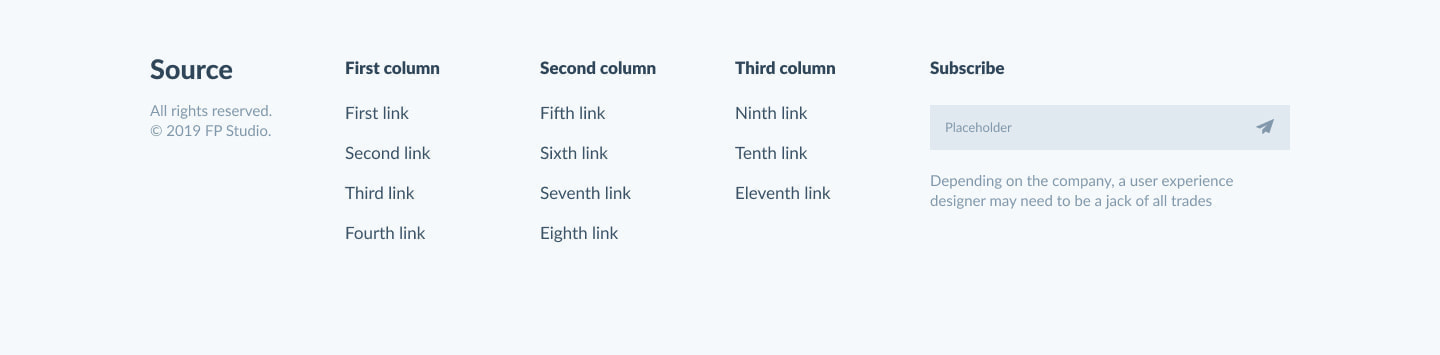 Source
All rights reserved.
© 2019 FP Studio.
First column
First link
Second link
Third link
Fourth link
Second column
Fifth link
Sixth link
Seventh link
Eighth link
Third column
Ninth link
Tenth link
Eleventh link
Subscribe
Placeholder
Depending on the company, a user experience
designer may need to be a jack of all trades